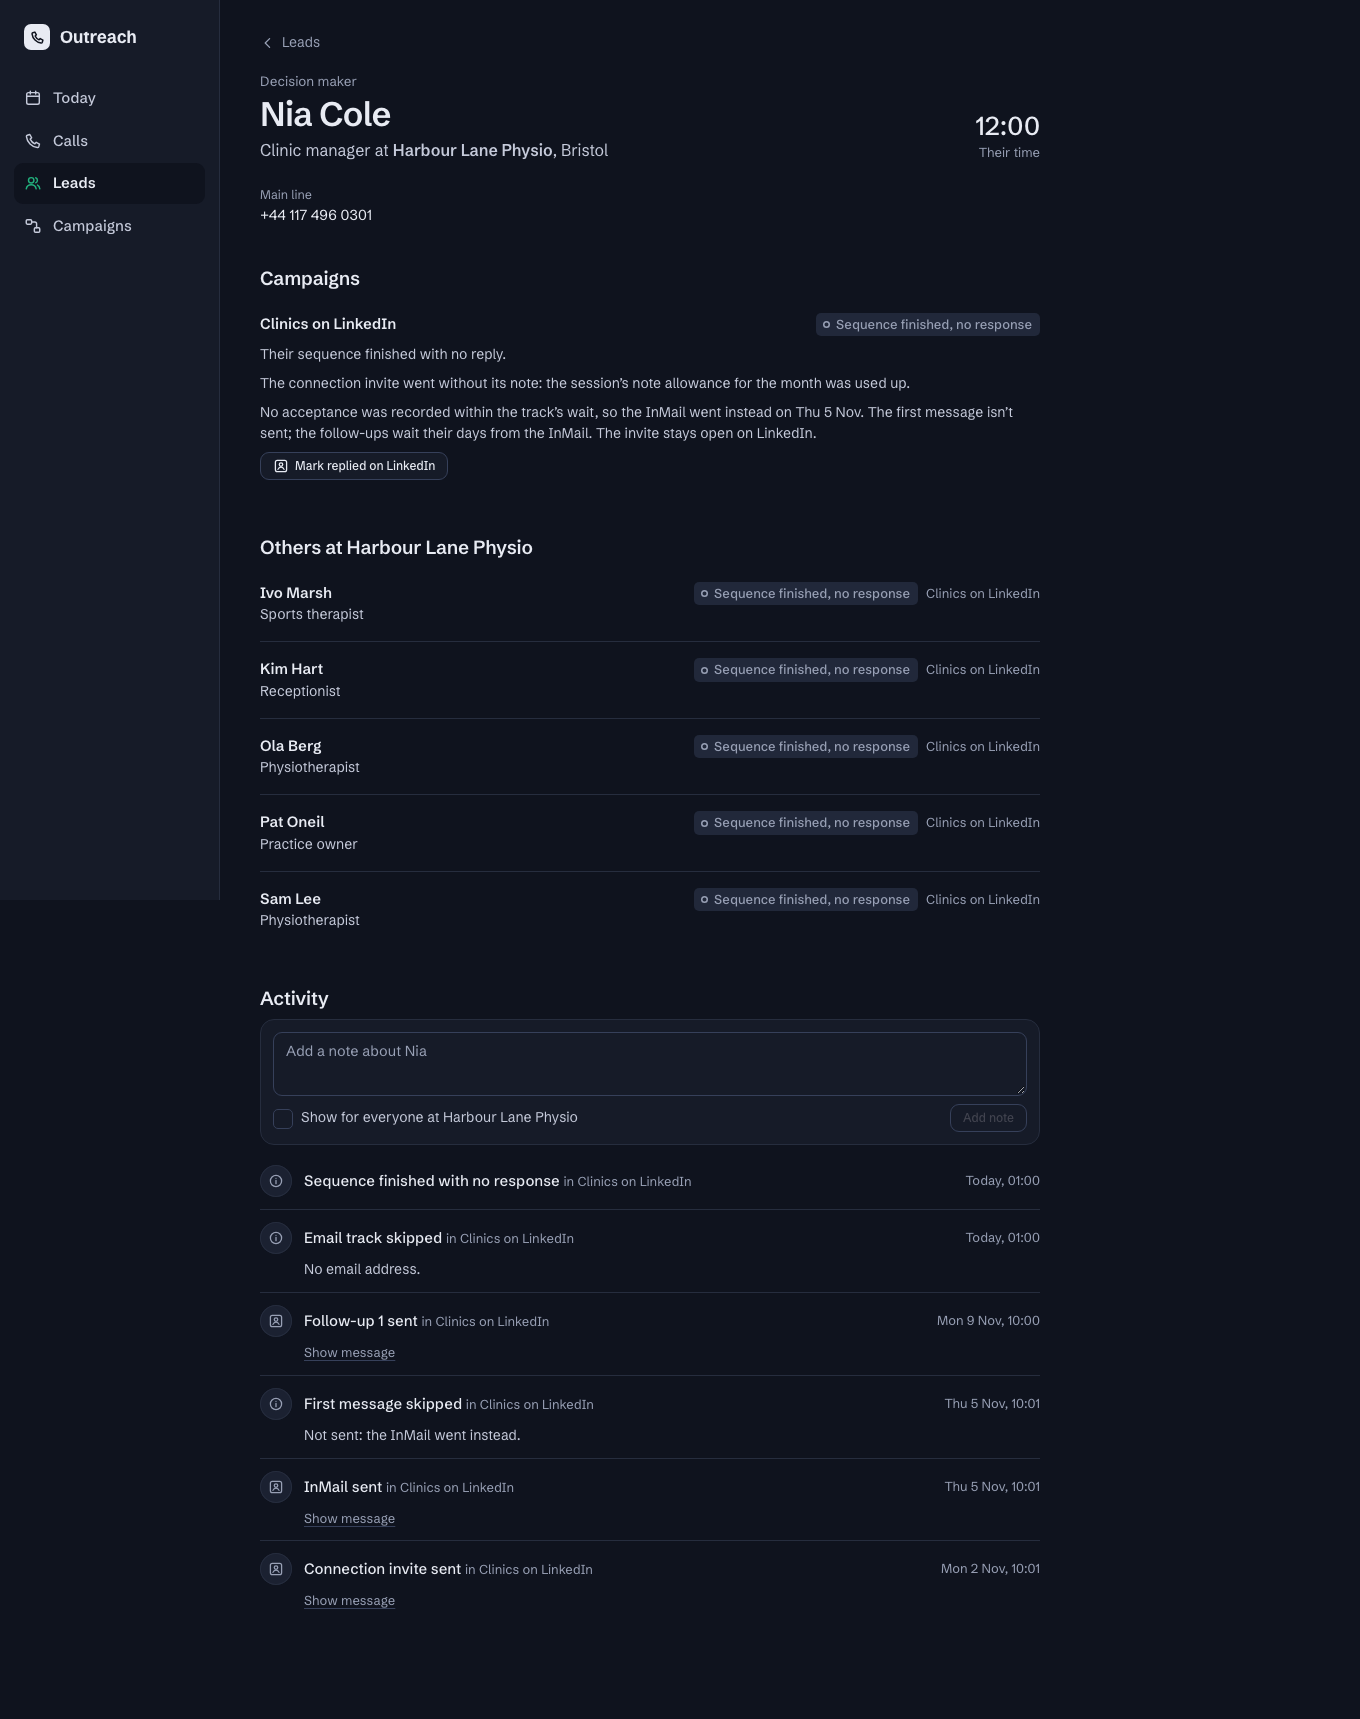 Outreach
Today
Calls
Leads
Campaigns
Leads
Decision maker
Nia Cole
Clinic manager at Harbour Lane Physio, Bristol
12:00
Their time
Main line
+44 117 496 0301
Campaigns
Clinics on LinkedIn
Sequence finished, no response
Their sequence finished with no reply.
The connection invite went without its note: the session's note allowance for the month was used up.
No acceptance was recorded within the track's wait, so the InMail went instead on Thu 5 Nov. The first message isn't
sent; the follow-ups wait their days from the InMail. The invite stays open on LinkedIn.
Mark replied on LinkedIn
Others at Harbour Lane Physio
Ivo Marsh
Sequence finished, no response Clinics on LinkedIn
Sports therapist
Kim Hart
Sequence finished, no response Clinics on LinkedIn
Receptionist
Ola Berg
Sequence finished, no response Clinics on LinkedIn
Physiotherapist
Pat Oneil
Sequence finished, no response Clinics on LinkedIn
Practice owner
Sam Lee
Sequence finished, no response Clinics on LinkedIn
Physiotherapist
Activity
Add a note about Nia
Show for everyone at Harbour Lane Physio
Add note
Sequence finished with no response in Clinics on LinkedIn
Today, 01:00
Email track skipped in Clinics on LinkedIn
Today, 01:00
No email address.
Follow-up 1 sent in Clinics on LinkedIn
Mon 9 Nov, 10:00
Show message
First message skipped in Clinics on LinkedIn
Thu 5 Nov, 10:01
Not sent: the InMail went instead.
InMail sent in Clinics on LinkedIn
Thu 5 Nov, 10:01
Show message
Connection invite sent in Clinics on LinkedIn
Mon 2 Nov, 10:01
Show message